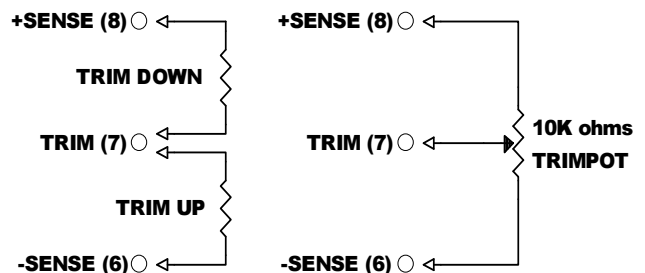 +SENSE (8)
TRIM DOWN
TRIM (7)
TRIM UP
-SENSE (6)
+SENSE (8)
TRIM (7)
10K ohms
TRIMPOT
-SENSE (6)